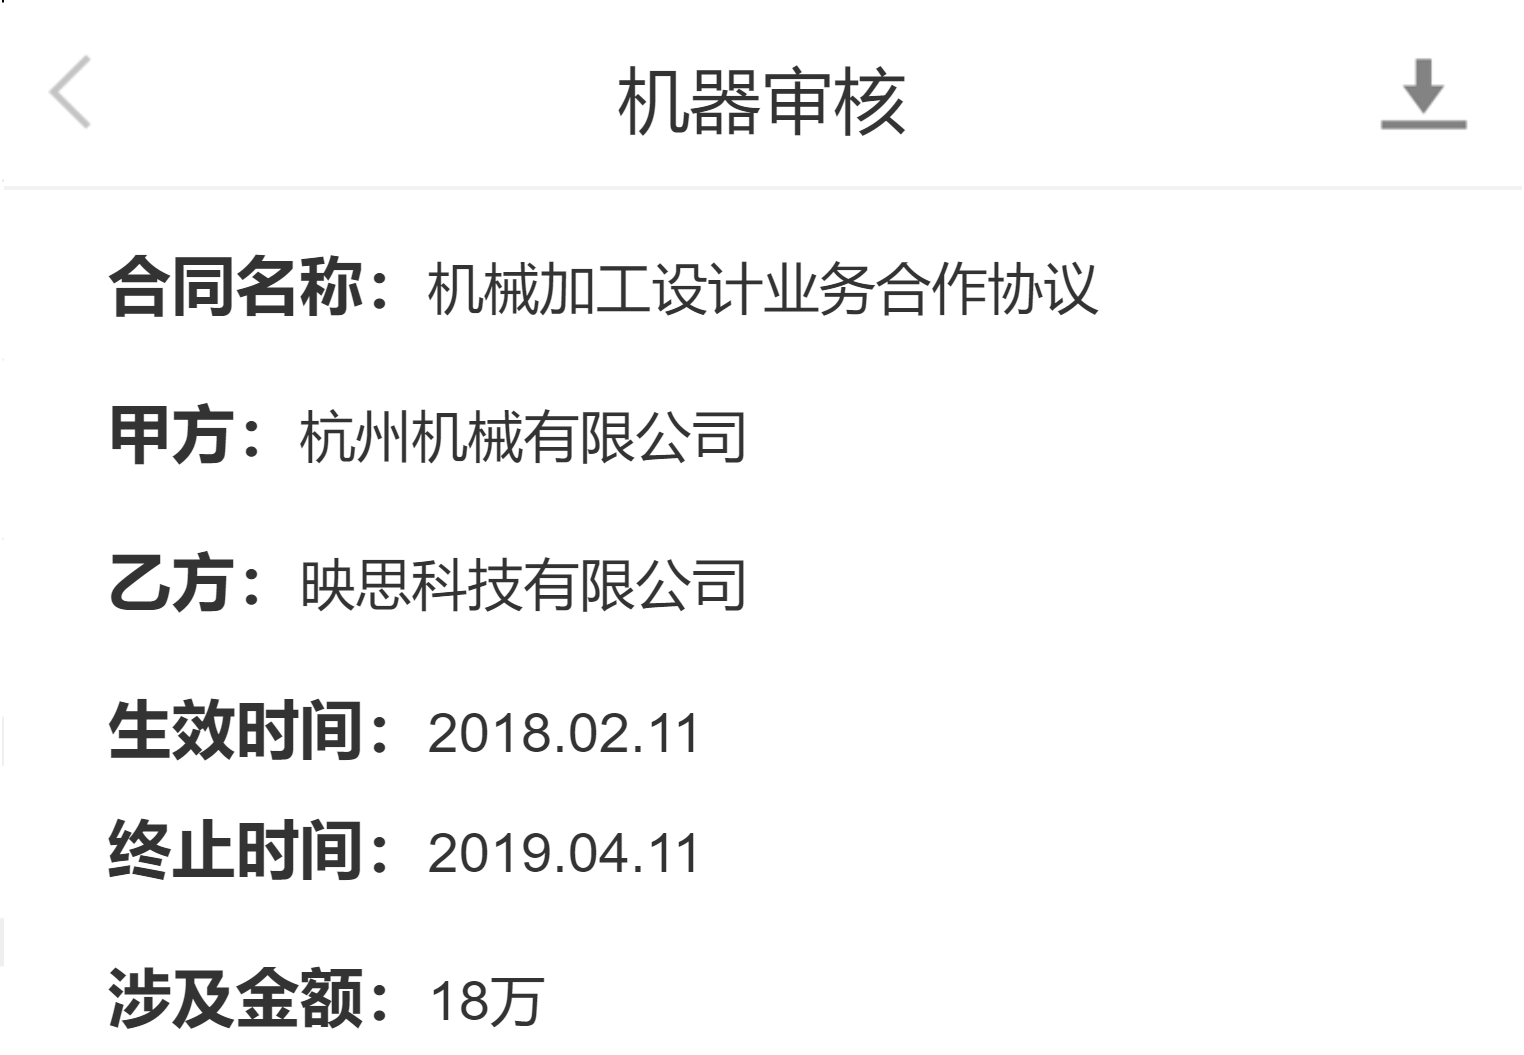 机器审核
合同名称：机械加工设计业务合作协议
甲方：杭州机械有限公司
乙方：映思科技有限公司
生效时间：2018.02.11
终止时间：2019.04.11
涉及金额：18万